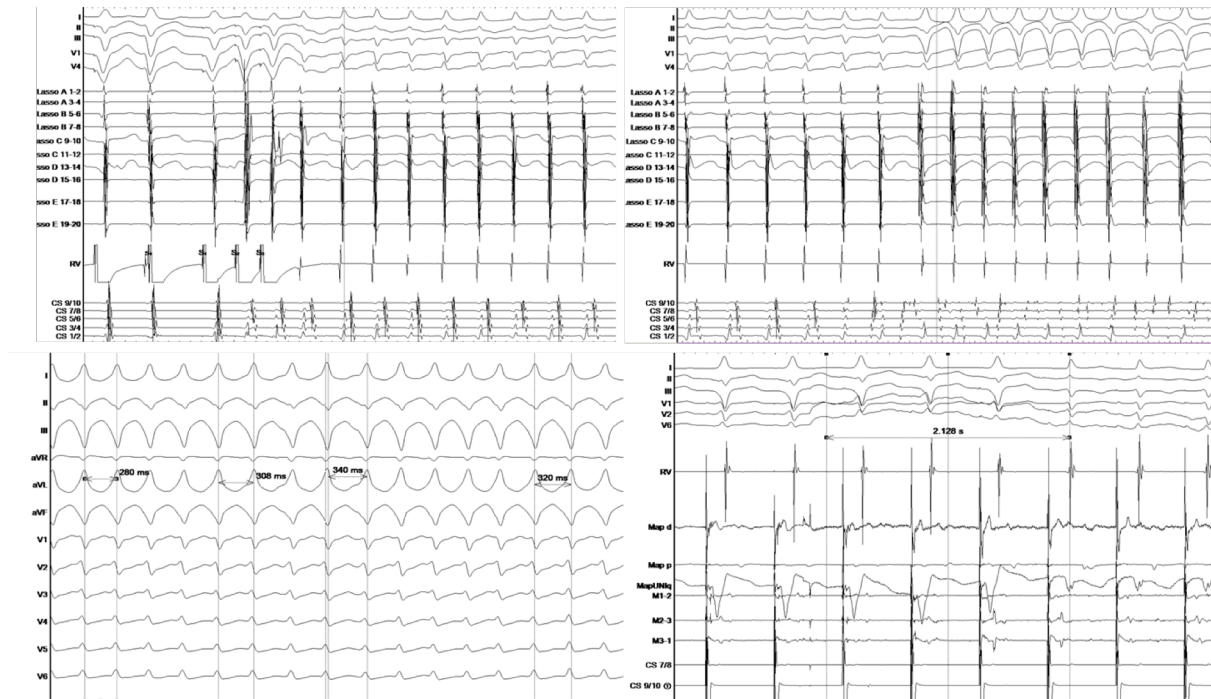 I
II
III
V1
V4
Lasso A 1-2
Lasso A 3-4
Lasso B 5-6
Lasso B 7-8
asso C 9-10
asso C 11-12
asso D 13-14
asso D 15-16
asso E 17-18
asso E 19-20
RV
CS 9/10
CS 7/8
CS 5/6
CS 3/4
CS 1/2
I
II
III
V1
V4
Lasso A 1-2
Lasso A 3-4
Lasso B 5-6
Lasso B 7-8
Lasso C 9-10
asso C 11-12
asso D 13-14
asso D 15-16
asso E 17-18
asso E 19-20
RV
CS 9/10
CS 7/8
CS 5/6
CS 3/4
CS 1/2
I
II
III
aVR
aVL
aVF
V1
V2
V3
V4
V5
V6
280 ms
308 ms
340 ms
320 ms
I
II
III
V1
V2
V6
2.128 s
RV
Map d
Map p
MapUNIq
M1-2
M2-3
M3-1
CS 7/8
CS 9/10